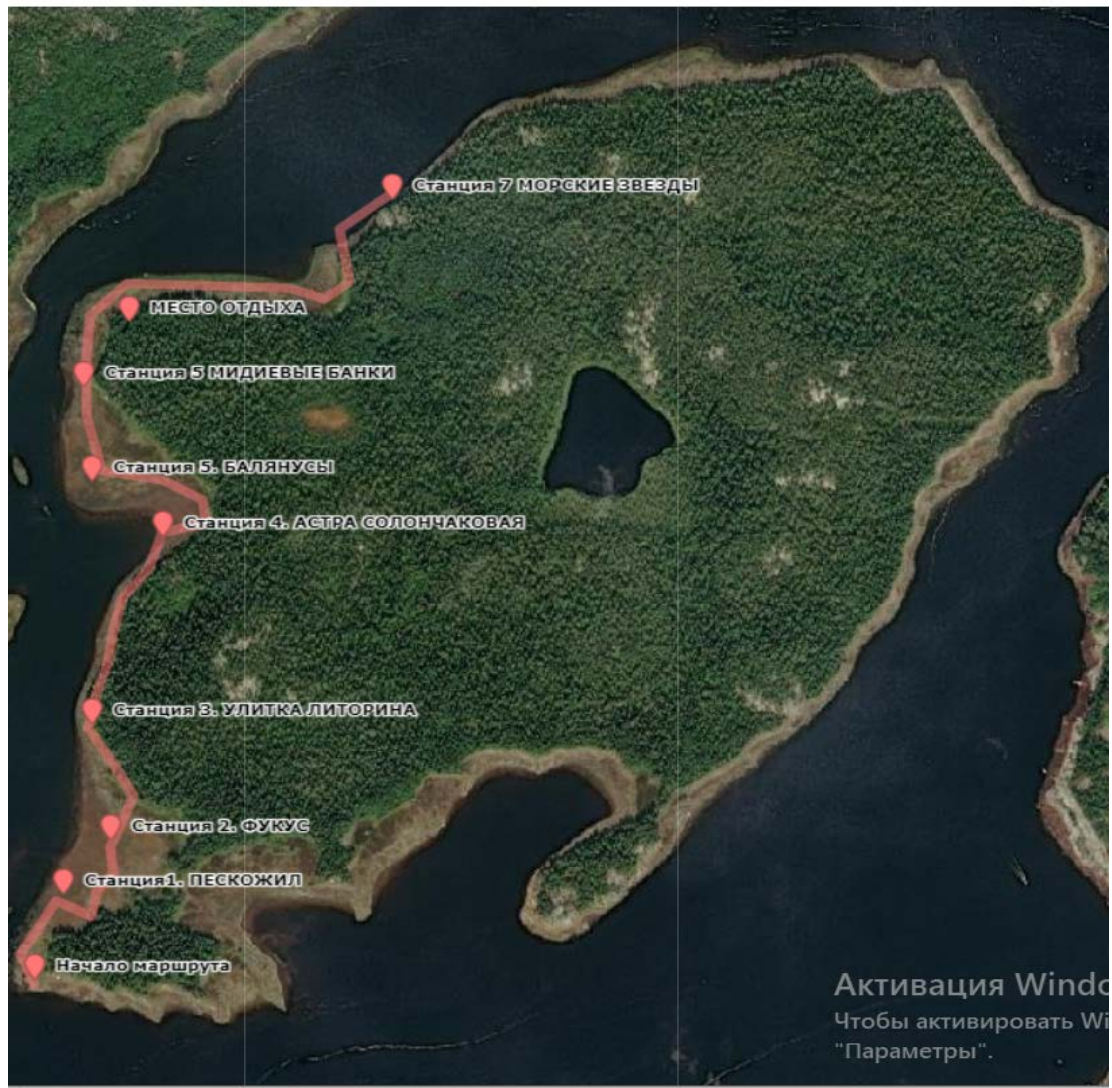 Станция 7 МОРСКИЕ ЗВЕЗДЫ
МЕСТО ОТДЫХА
Станция 5 МИДИЕВЫЕ БАНКИ
Станция 5. БАЛЯНУСЫ
Станция 4. АСТРА СОЛОНЧАКОВАЯ
Станция 3. УЛИТКА ЛИТОРИНА
Станция 2. ФУКУС
Станция1. ПЕСКОЖИЛ
Начало маршрута
Активация Windo
Чтобы активировать Wi
"Параметры".